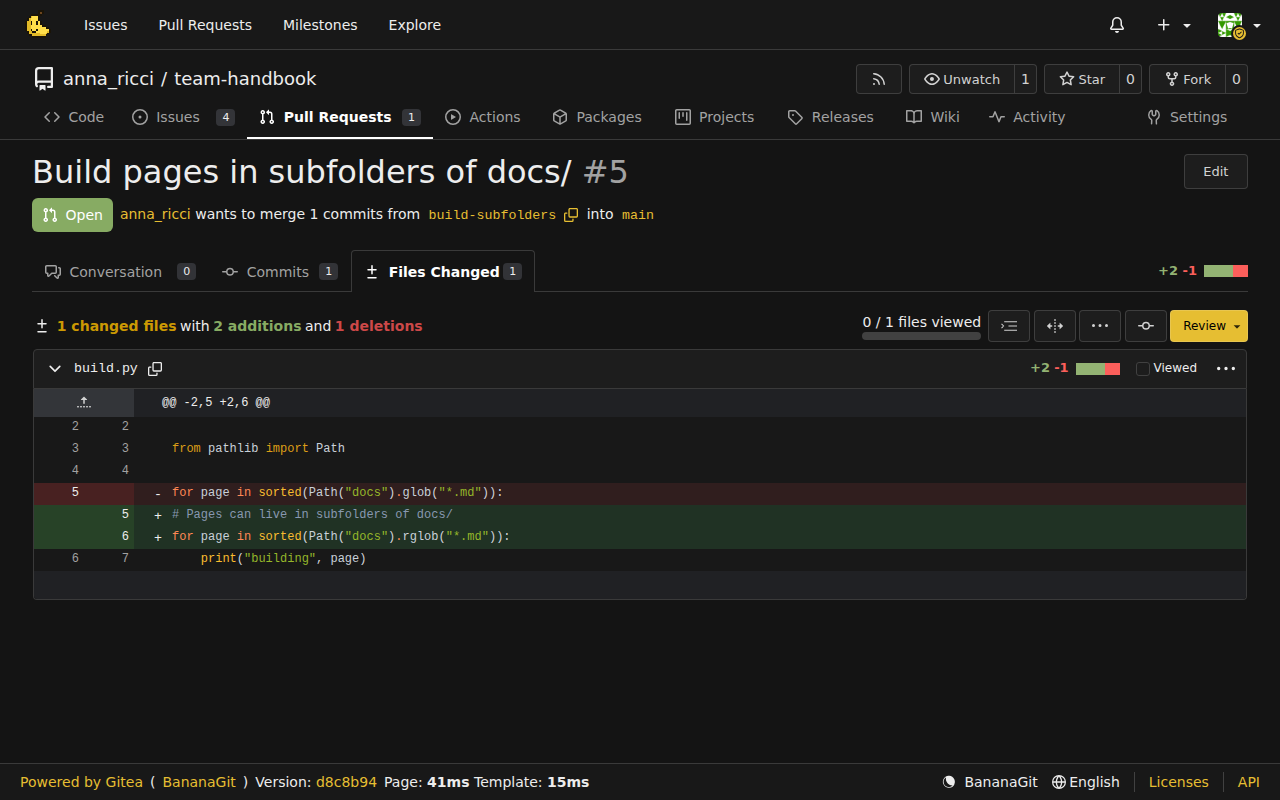 Issues Pull Requests Milestones Explore
anna_ricci / team-handbook
Unwatch 1 Star 0 Fork 0
Code Issues 4 Pull Requests 1 Actions Packages Projects Releases Wiki Activity Settings
Build pages in subfolders of docs/ #5
Edit
Open anna_ricci wants to merge 1 commits from build-subfolders into main
Conversation 0 Commits 1 Files Changed 1 +2 -1
1 changed files with 2 additions and 1 deletions
0 / 1 files viewed
Review
build.py +2 -1 Viewed
@@ -2,5 +2,6 @@
2 2
3 3 from pathlib import Path
4 4
5 - for page in sorted(Path("docs").glob("*.md")):
5 + # Pages can live in subfolders of docs/
6 + for page in sorted(Path("docs").rglob("*.md")):
6 7 print("building", page)
Powered by Gitea ( BananaGit ) Version: d8c8b94 Page: 41ms Template: 15ms BananaGit English Licenses API